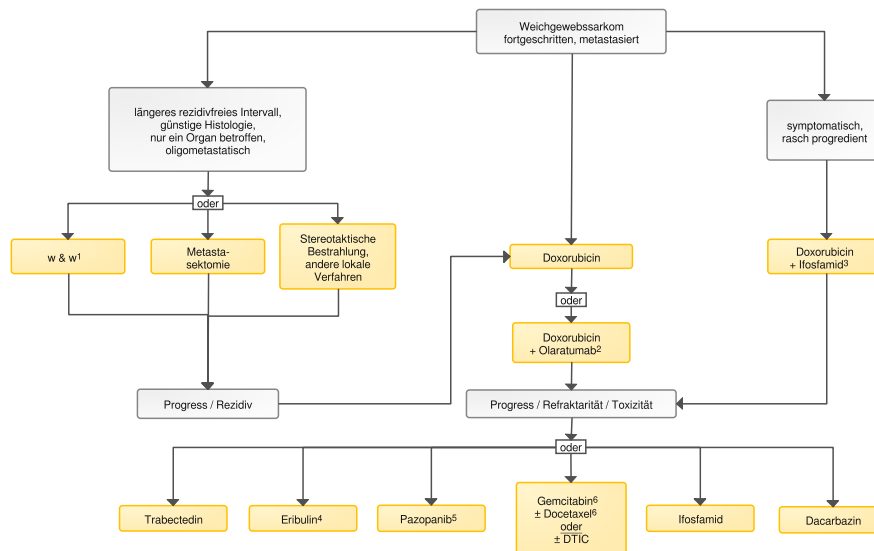 Weichgewebssarkom
fortgeschritten, metastasiert
längeres rezidivfreies Intervall,
günstige Histologie,
nur ein Organ betroffen,
oligometastatisch
symptomatisch,
rasch progredient
oder
w & w¹
Metasta-
sektomie
Stereotaktische
Bestrahlung,
andere lokale
Verfahren
Doxorubicin
Doxorubicin
+ Ifosfamid³
oder
Doxorubicin
+ Olaratumab²
Progress / Rezidiv
Progress / Refraktarität / Toxizität
oder
Trabectedin
Eribulin⁴
Pazopanib⁵
Gemcitabin⁶
± Docetaxel⁶
oder
± DTIC
Ifosfamid
Dacarbazin